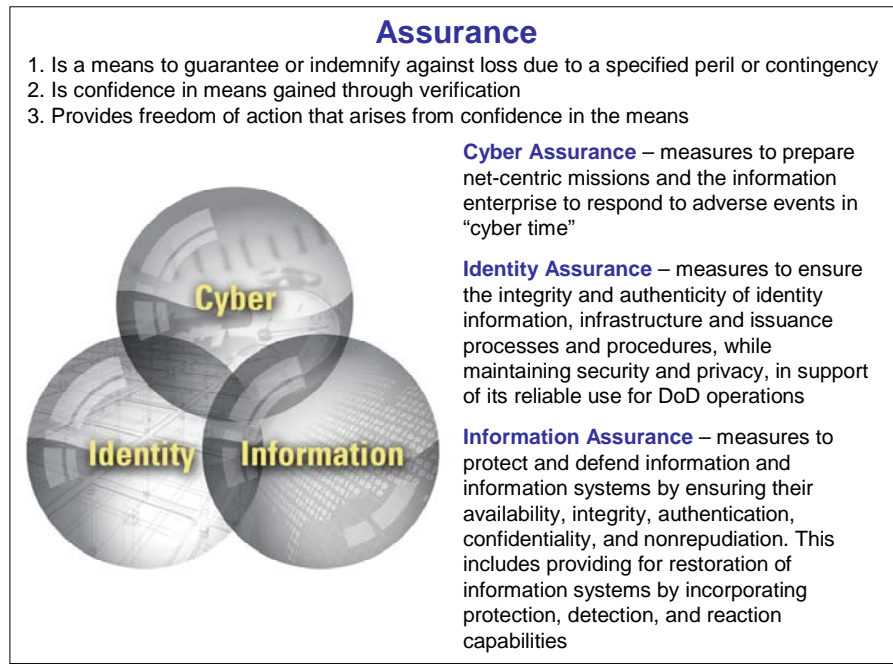 Assurance
1. Is a means to guarantee or indemnify against loss due to a specified peril or contingency
2. Is confidence in means gained through verification
3. Provides freedom of action that arises from confidence in the means
Cyber Assurance – measures to prepare
net-centric missions and the information
enterprise to respond to adverse events in
“cyber time”
Identity Assurance – measures to ensure
the integrity and authenticity of identity
information, infrastructure and issuance
processes and procedures, while
maintaining security and privacy, in support
of its reliable use for DoD operations
Information Assurance – measures to
protect and defend information and
information systems by ensuring their
availability, integrity, authentication,
confidentiality, and nonrepudiation. This
includes providing for restoration of
information systems by incorporating
protection, detection, and reaction
capabilities
Cyber
Identity
Information